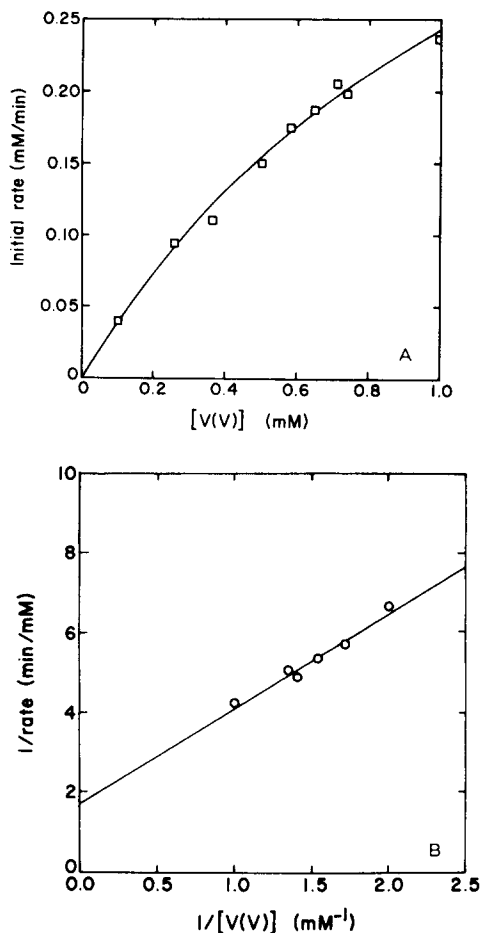 0.25
0.20
0.15
0.10
0.05
0
Initial rate (mM/min)
A
0 0.2 0.4 0.6 0.8 1.0
[V(V)] (mM)
10
8
6
4
2
0
1/rate (min/mM)
B
0.0 0.5 1.0 1.5 2.0 2.5
1/[V(V)] (mM⁻¹)